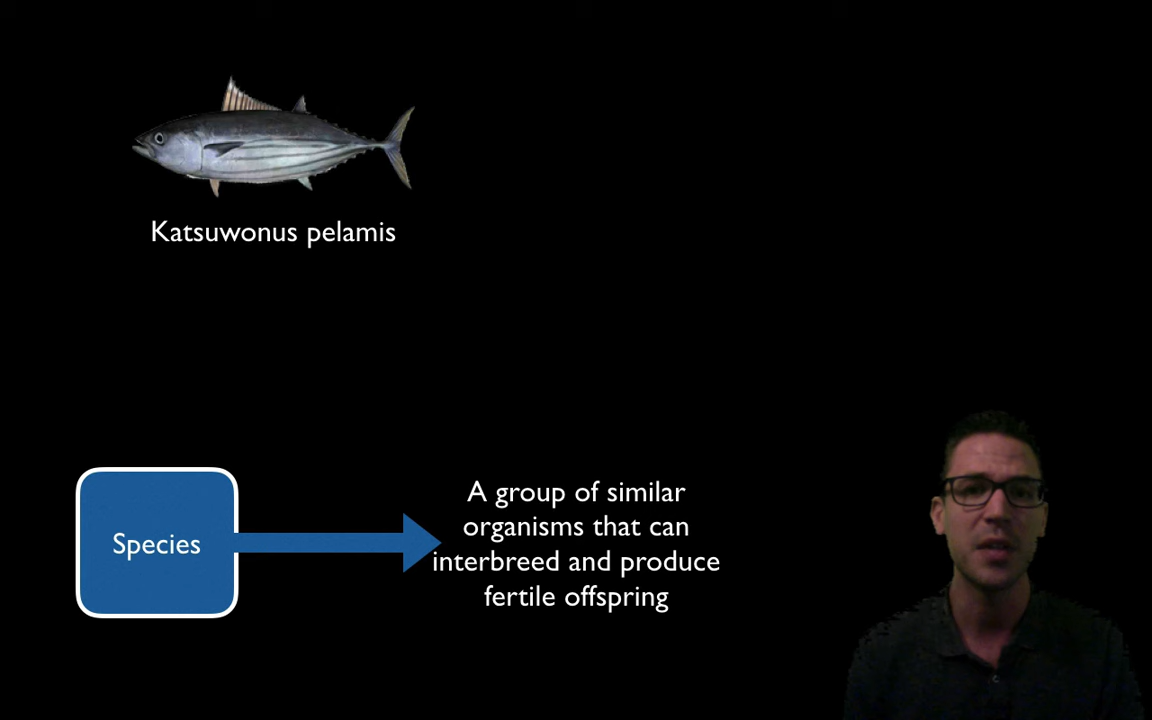 Katsuwonus pelamis
Species
A group of similar
organisms that can
interbreed and produce
fertile offspring